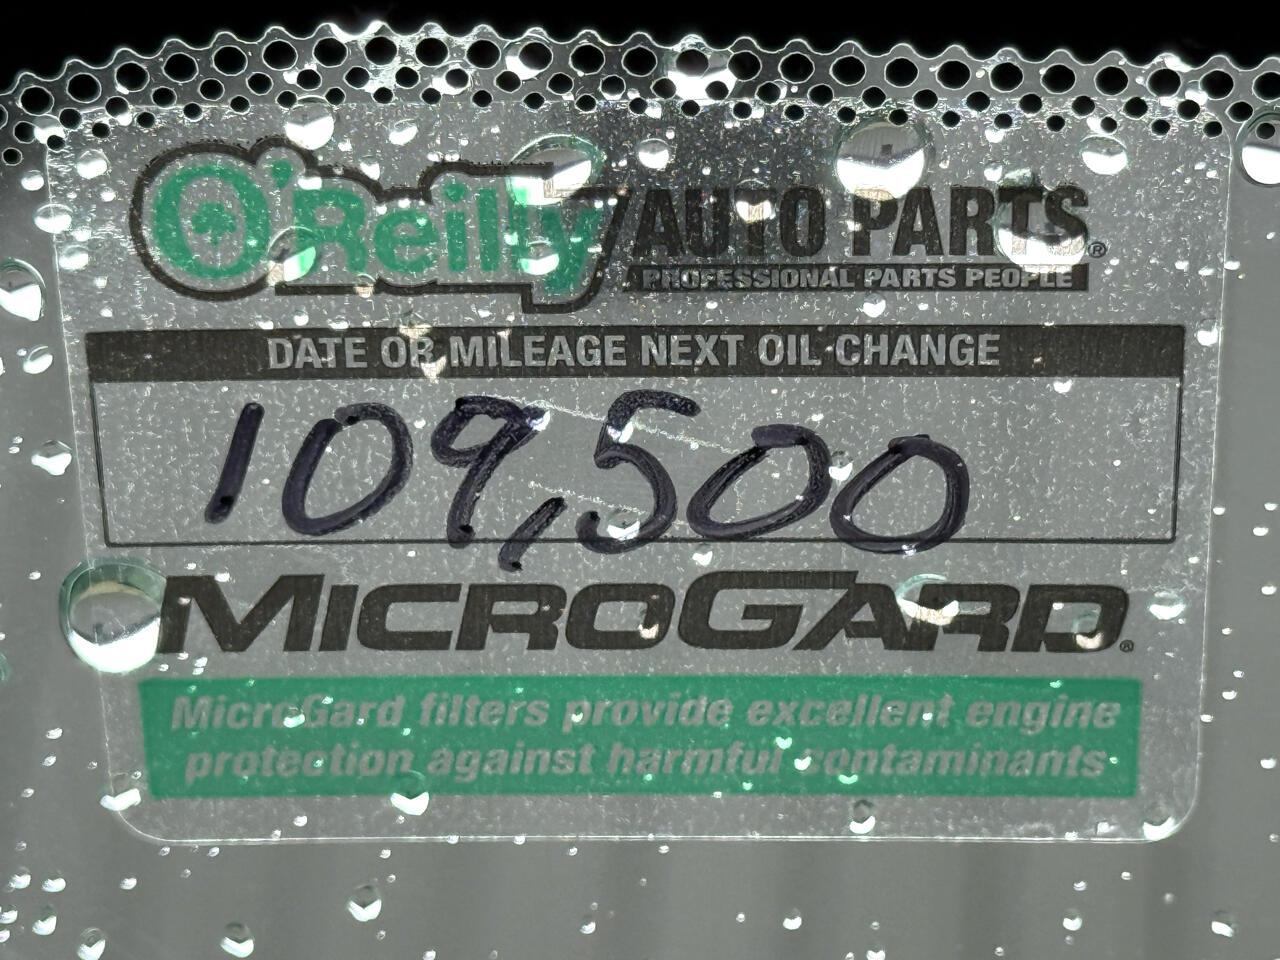 O'Reilly AUTO PARTS®
PROFESSIONAL PARTS PEOPLE
DATE OR MILEAGE NEXT OIL CHANGE
109,500
MICROGARD®
MicroGard filters provide excellent engine
protection against harmful contaminants